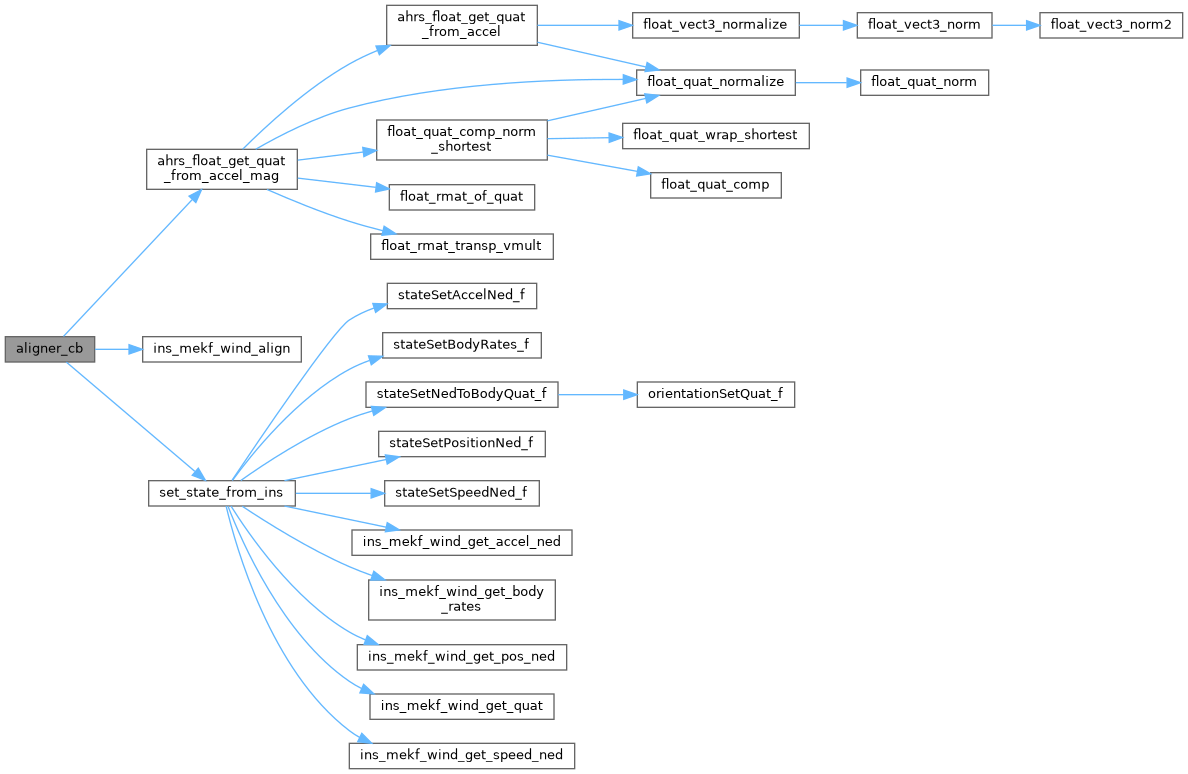 ahrs_float_get_quat
_from_accel
float_vect3_normalize
float_vect3_norm
float_vect3_norm2
float_quat_normalize
float_quat_norm
float_quat_comp_norm
_shortest
float_quat_wrap_shortest
ahrs_float_get_quat
_from_accel_mag
float_quat_comp
float_rmat_of_quat
float_rmat_transp_vmult
stateSetAccelNed_f
aligner_cb
ins_mekf_wind_align
stateSetBodyRates_f
stateSetNedToBodyQuat_f
orientationSetQuat_f
stateSetPositionNed_f
set_state_from_ins
stateSetSpeedNed_f
ins_mekf_wind_get_accel_ned
ins_mekf_wind_get_body
_rates
ins_mekf_wind_get_pos_ned
ins_mekf_wind_get_quat
ins_mekf_wind_get_speed_ned